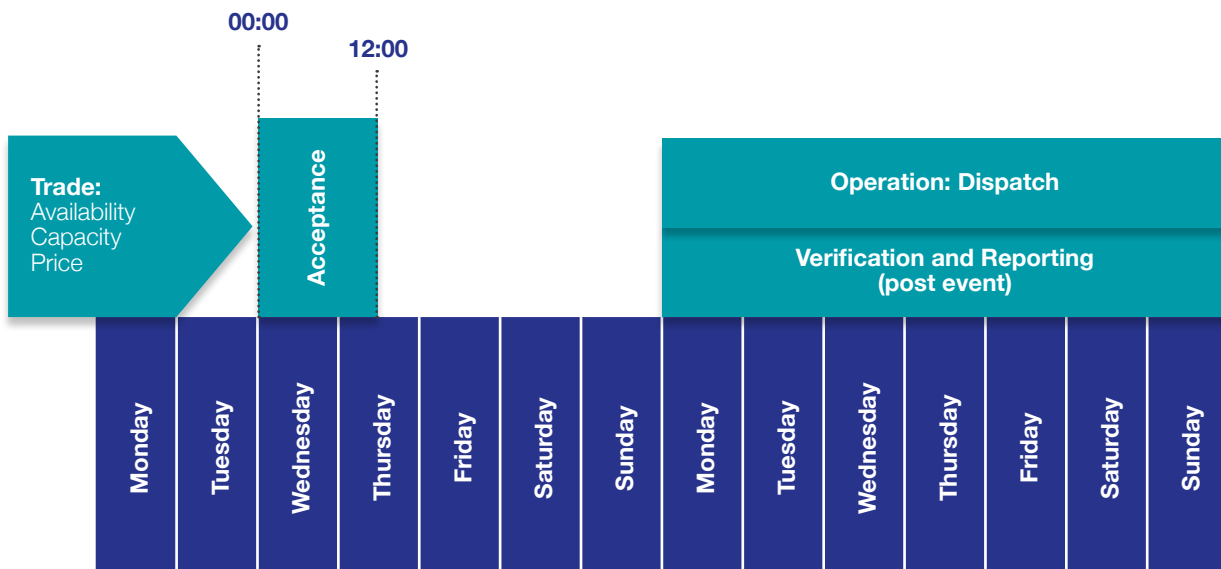 00:00
12:00
Trade:
Availability
Capacity
Price
Acceptance
Operation: Dispatch
Verification and Reporting
(post event)
Monday
Tuesday
Wednesday
Thursday
Friday
Saturday
Sunday
Monday
Tuesday
Wednesday
Thursday
Friday
Saturday
Sunday